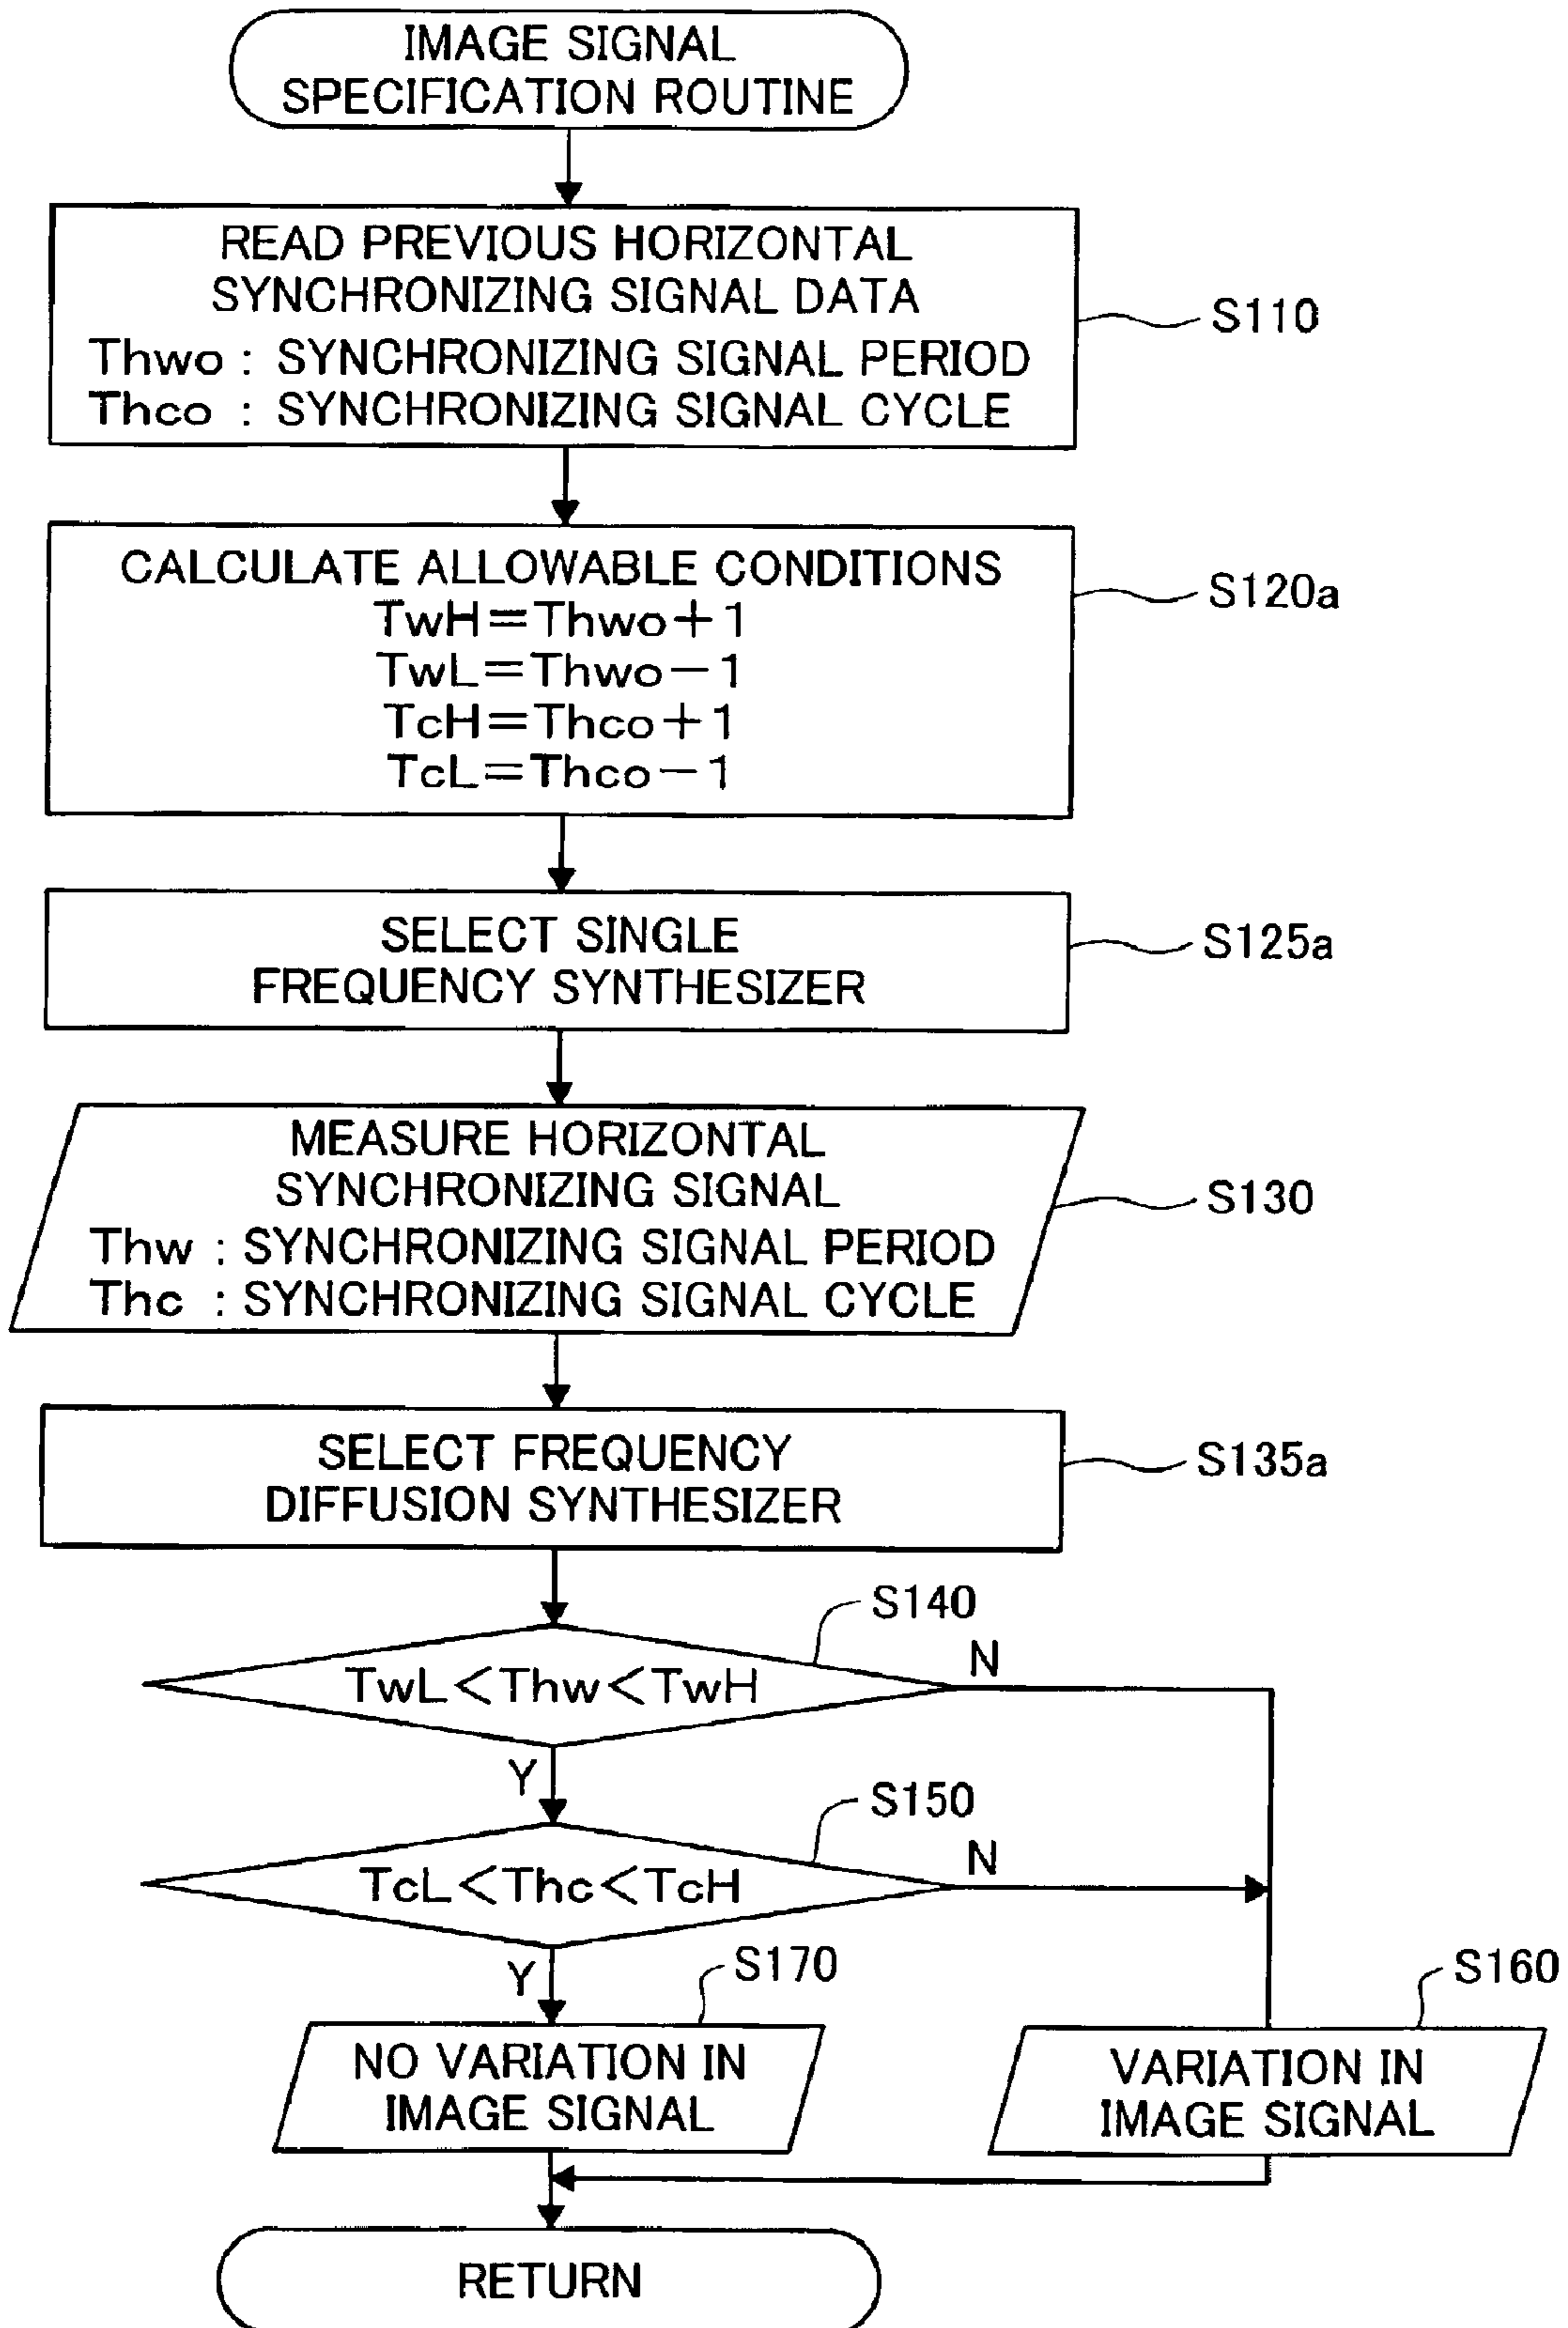 IMAGE SIGNAL
SPECIFICATION ROUTINE
READ PREVIOUS HORIZONTAL
SYNCHRONIZING SIGNAL DATA
Thwo : SYNCHRONIZING SIGNAL PERIOD
Thco : SYNCHRONIZING SIGNAL CYCLE
S110
CALCULATE ALLOWABLE CONDITIONS
TwH=Thwo+1
TwL=Thwo-1
TcH=Thco+1
TcL=Thco-1
S120a
SELECT SINGLE
FREQUENCY SYNTHESIZER
S125a
MEASURE HORIZONTAL
SYNCHRONIZING SIGNAL
Thw : SYNCHRONIZING SIGNAL PERIOD
Thc : SYNCHRONIZING SIGNAL CYCLE
S130
SELECT FREQUENCY
DIFFUSION SYNTHESIZER
S135a
S140
TwL<Thw<TwH
N
Y
S150
TcL<Thc<TcH
N
Y
S170
NO VARIATION IN
IMAGE SIGNAL
S160
VARIATION IN
IMAGE SIGNAL
RETURN